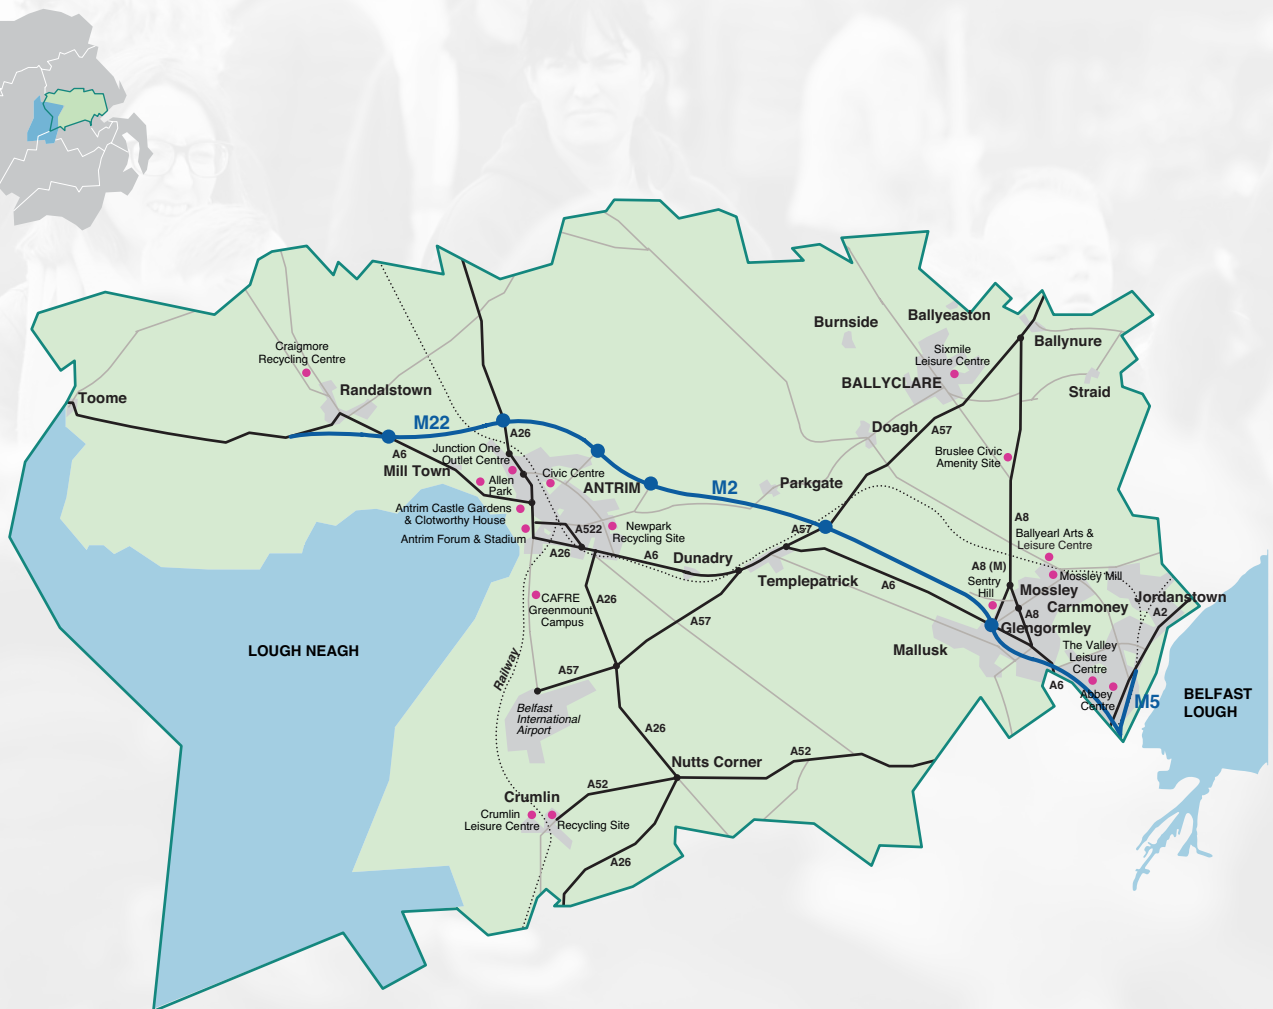 Burnside
Ballyeaston
Ballynure
Craigmore
Recycling Centre
Sixmile
Leisure Centre
BALLYCLARE
Straid
Toome
Randalstown
M22
A26
A57
Doagh
A6
Mill Town
Junction One
Outlet Centre
Allen
Park
Civic Centre
ANTRIM
M2
Parkgate
Bruslee Civic
Amenity Site
Antrim Castle Gardens
& Clotworthy House
Antrim Forum & Stadium
A522
A26
Newpark
Recycling Site
A6
Dunadry
A57
Templepatrick
A6
A8
Ballyearl Arts &
Leisure Centre
A8 (M)
Mossley Mill
Sentry
Hill
Mossley
Carnmoney
A8
Jordanstown
A2
Glengormley
CAFRE
Greenmount
Campus
A26
A57
Mallusk
The Valley
Leisure
Centre
A6
Abbey
Centre
M5
BELFAST
LOUGH
LOUGH NEAGH
Railway
A57
Belfast
International
Airport
A26
Nutts Corner
A52
A52
Crumlin
Crumlin
Leisure Centre
Recycling Site
A26